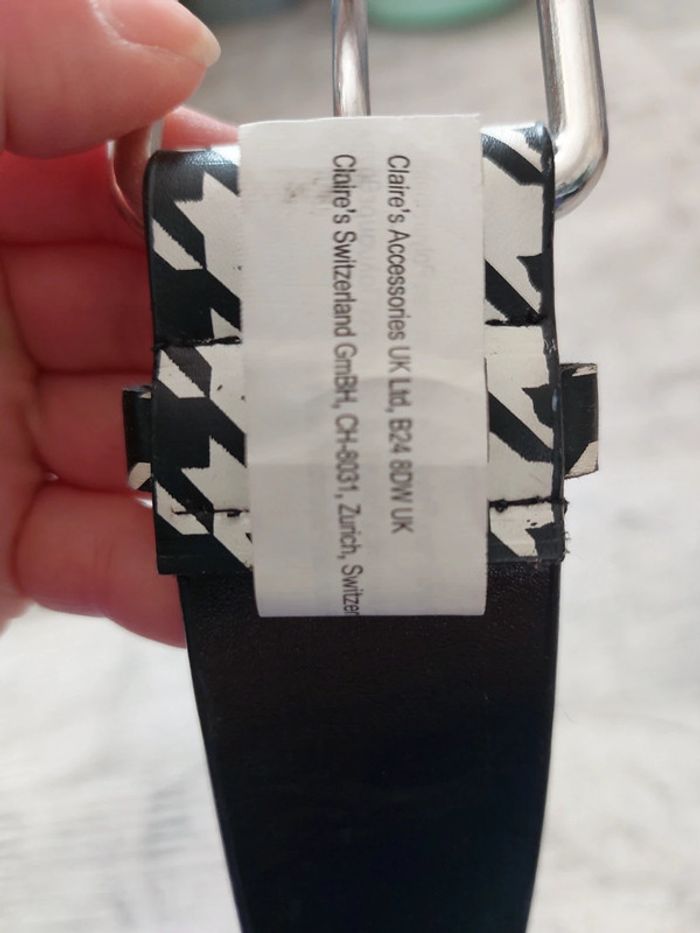 Claire's Accessories UK Ltd, B24 8DW UK
Claire's Switzerland GmBH, CH-8031, Zurich, Switzer